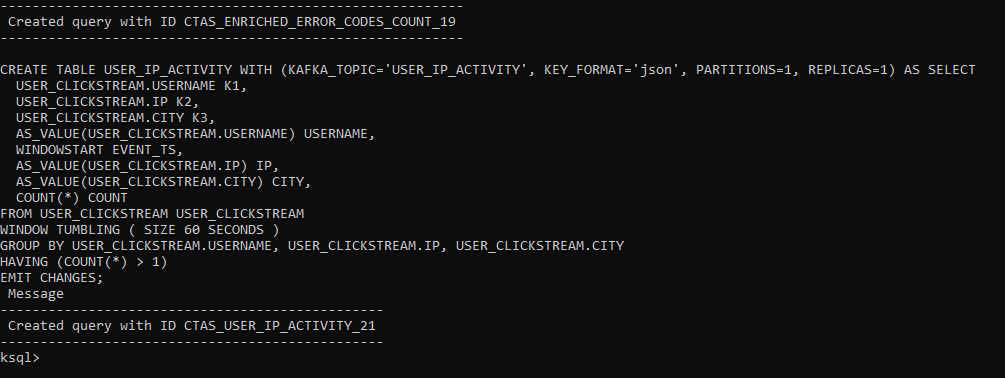 ----------------------------------------------------------
 Created query with ID CTAS_ENRICHED_ERROR_CODES_COUNT_19
----------------------------------------------------------

CREATE TABLE USER_IP_ACTIVITY WITH (KAFKA_TOPIC='USER_IP_ACTIVITY', KEY_FORMAT='json', PARTITIONS=1, REPLICAS=1) AS SELECT
  USER_CLICKSTREAM.USERNAME K1,
  USER_CLICKSTREAM.IP K2,
  USER_CLICKSTREAM.CITY K3,
  AS_VALUE(USER_CLICKSTREAM.USERNAME) USERNAME,
  WINDOWSTART EVENT_TS,
  AS_VALUE(USER_CLICKSTREAM.IP) IP,
  AS_VALUE(USER_CLICKSTREAM.CITY) CITY,
  COUNT(*) COUNT
FROM USER_CLICKSTREAM USER_CLICKSTREAM
WINDOW TUMBLING ( SIZE 60 SECONDS )
GROUP BY USER_CLICKSTREAM.USERNAME, USER_CLICKSTREAM.IP, USER_CLICKSTREAM.CITY
HAVING (COUNT(*) > 1)
EMIT CHANGES;
 Message
------------------------------------------------
 Created query with ID CTAS_USER_IP_ACTIVITY_21
------------------------------------------------
ksql>